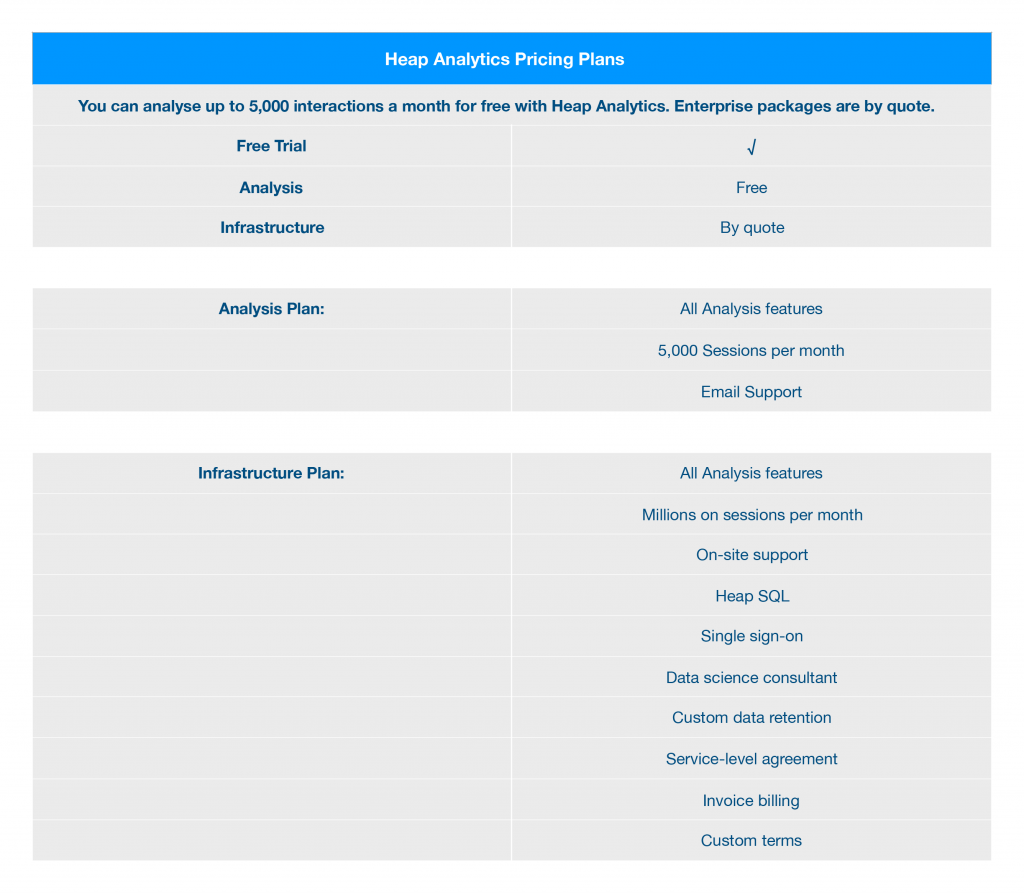 Heap Analytics Pricing Plans
You can analyse up to 5,000 interactions a month for free with Heap Analytics. Enterprise packages are by quote.
Free Trial √
Analysis Free
Infrastructure By quote
Analysis Plan: All Analysis features
5,000 Sessions per month
Email Support
Infrastructure Plan: All Analysis features
Millions on sessions per month
On-site support
Heap SQL
Single sign-on
Data science consultant
Custom data retention
Service-level agreement
Invoice billing
Custom terms